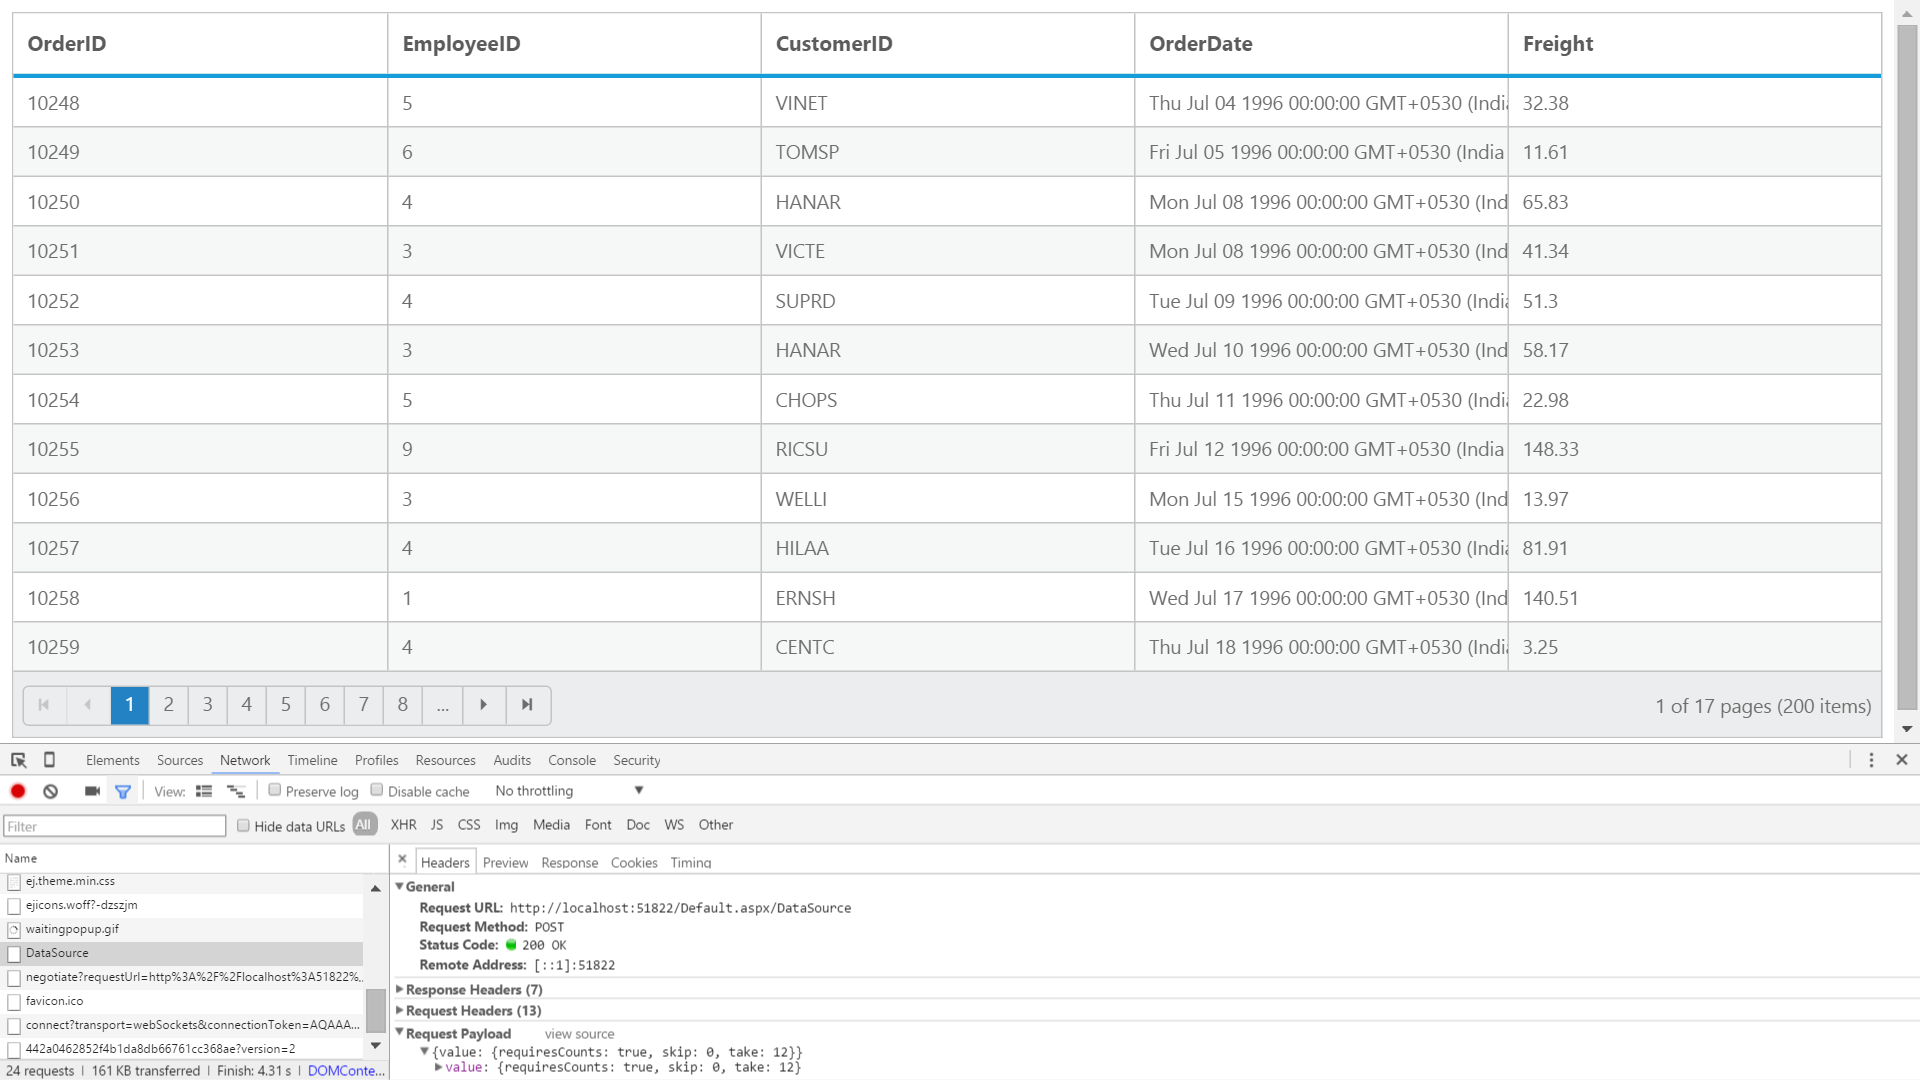 OrderID EmployeeID CustomerID OrderDate Freight
10248 5 VINET Thu Jul 04 1996 00:00:00 GMT+0530 (India 32.38
10249 6 TOMSP Fri Jul 05 1996 00:00:00 GMT+0530 (India 11.61
10250 4 HANAR Mon Jul 08 1996 00:00:00 GMT+0530 (Ind 65.83
10251 3 VICTE Mon Jul 08 1996 00:00:00 GMT+0530 (Ind 41.34
10252 4 SUPRD Tue Jul 09 1996 00:00:00 GMT+0530 (India 51.3
10253 3 HANAR Wed Jul 10 1996 00:00:00 GMT+0530 (Ind 58.17
10254 5 CHOPS Thu Jul 11 1996 00:00:00 GMT+0530 (India 22.98
10255 9 RICSU Fri Jul 12 1996 00:00:00 GMT+0530 (India 148.33
10256 3 WELLI Mon Jul 15 1996 00:00:00 GMT+0530 (Ind 13.97
10257 4 HILAA Tue Jul 16 1996 00:00:00 GMT+0530 (India 81.91
10258 1 ERNSH Wed Jul 17 1996 00:00:00 GMT+0530 (Ind 140.51
10259 4 CENTC Thu Jul 18 1996 00:00:00 GMT+0530 (India 3.25
1 2 3 4 5 6 7 8 ... 1 of 17 pages (200 items)
Elements Sources Network Timeline Profiles Resources Audits Console Security
View: Preserve log Disable cache No throttling
Filter Hide data URLs All XHR JS CSS Img Media Font Doc WS Other
Name
ej.theme.min.css
ejicons.woff?-dzszjm
waitingpopup.gif
DataSource
negotiate?requestUrl=http%3A%2F%2Flocalhost%3A51822%...
favicon.ico
connect?transport=webSockets&connectionToken=AQAAA...
442a0462852f4b1da8db66761cc368ae?version=2
24 requests | 161 KB transferred | Finish: 4.31 s | DOMConte...
Headers Preview Response Cookies Timing
General
Request URL: http://localhost:51822/Default.aspx/DataSource
Request Method: POST
Status Code: 200 OK
Remote Address: [::1]:51822
Response Headers (7)
Request Headers (13)
Request Payload view source
{value: {requiresCounts: true, skip: 0, take: 12}}
value: {requiresCounts: true, skip: 0, take: 12}